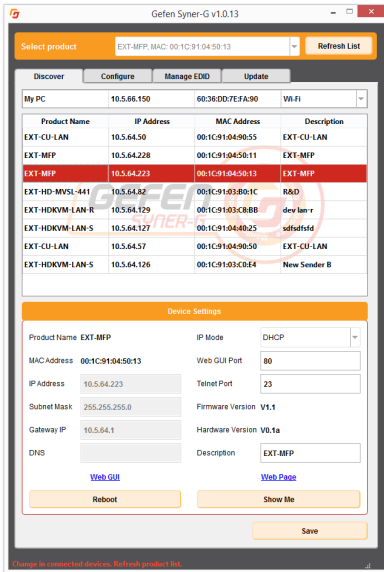 Gefen Syner-G v1.0.13
Select product EXT-MFP, MAC: 00:1C:91:04:50:13 Refresh List
Discover Configure Manage EDID Update
My PC 10.5.66.150 60:36:DD:7E:FA:90 Wi-Fi
Product Name IP Address MAC Address Description
EXT-CU-LAN 10.5.64.50 00:1C:91:04:90:55 EXT-CU-LAN
EXT-MFP 10.5.64.228 00:1C:91:04:50:11 EXT-MFP
EXT-MFP 10.5.64.223 00:1C:91:04:50:13 EXT-MFP
EXT-HD-MVSL-441 10.5.64.82 00:1C:91:03:B0:1C R&D
EXT-HDKVM-LAN-R 10.5.64.129 00:1C:91:03:C8:BB dev lan-r
EXT-HDKVM-LAN-S 10.5.64.127 00:1C:91:04:40:25 sdfsdfsfd
EXT-CU-LAN 10.5.64.57 00:1C:91:04:90:50 EXT-CU-LAN
EXT-HDKVM-LAN-S 10.5.64.126 00:1C:91:03:C0:E4 New Sender B
GEFEN
SYNER-G
Device Settings
Product Name EXT-MFP IP Mode DHCP
MAC Address 00:1C:91:04:50:13 Web GUI Port 80
IP Address 10.5.64.223 Telnet Port 23
Subnet Mask 255.255.255.0 Firmware Version V1.1
Gateway IP 10.5.64.1 Hardware Version V0.1a
DNS Description EXT-MFP
Web GUI Web Page
Reboot Show Me
Save
Change in connected devices. Refresh product list.